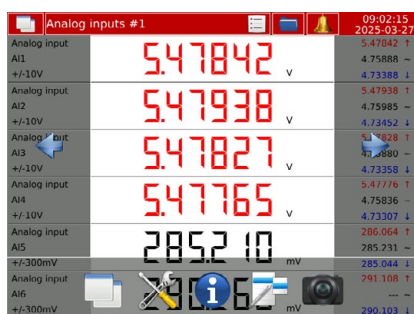 Analog inputs #1
09:02:15
2025-03-27
Analog input
AI1
+/-10V
5.47842 V
5.47842 ↑
4.75888 ~
4.73388 ↓
Analog input
AI2
+/-10V
5.47938 V
5.47938 ↑
4.75985 ~
4.73452 ↓
Analog input
AI3
+/-10V
5.47827 V
4.73358 ↓
Analog input
AI4
+/-10V
5.47765 V
5.47776 ↑
4.75836 ~
4.73307 ↓
Analog input
AI5
+/-300mV
285.210 mV
286.064 ↑
285.231 ~
285.044 ↓
Analog input
AI6
+/-300mV
mV
291.108 ↑
--- ~
290.103 ↓